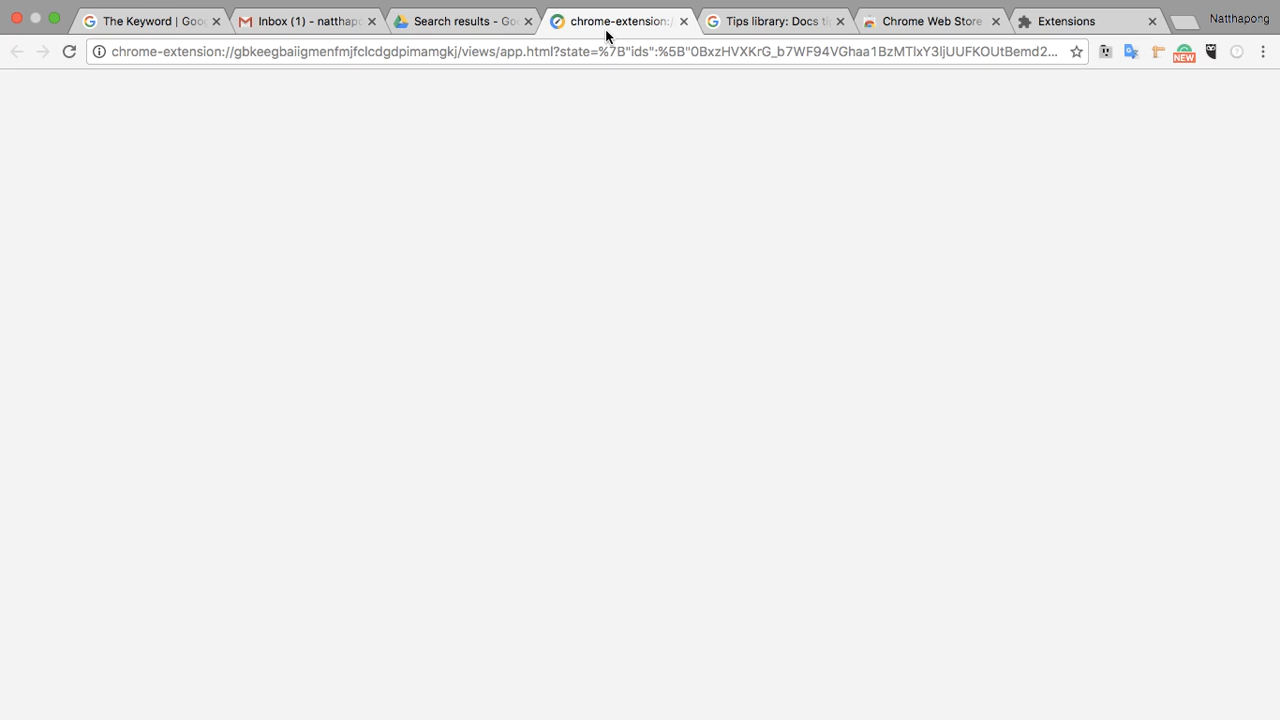 The Keyword | Goo
Inbox (1) - natthap
Search results - Go
chrome-extension:/
Tips library: Docs ti
Chrome Web Store
Extensions
Natthapong
chrome-extension://gbkeegbaiigmenfmjfclcdgdpimamgkj/views/app.html?state=%7B"ids":%5B"0BxzHVXKrG_b7WF94VGhaa1BzMTlxY3ljUUFKOUtBemd2...
NEW